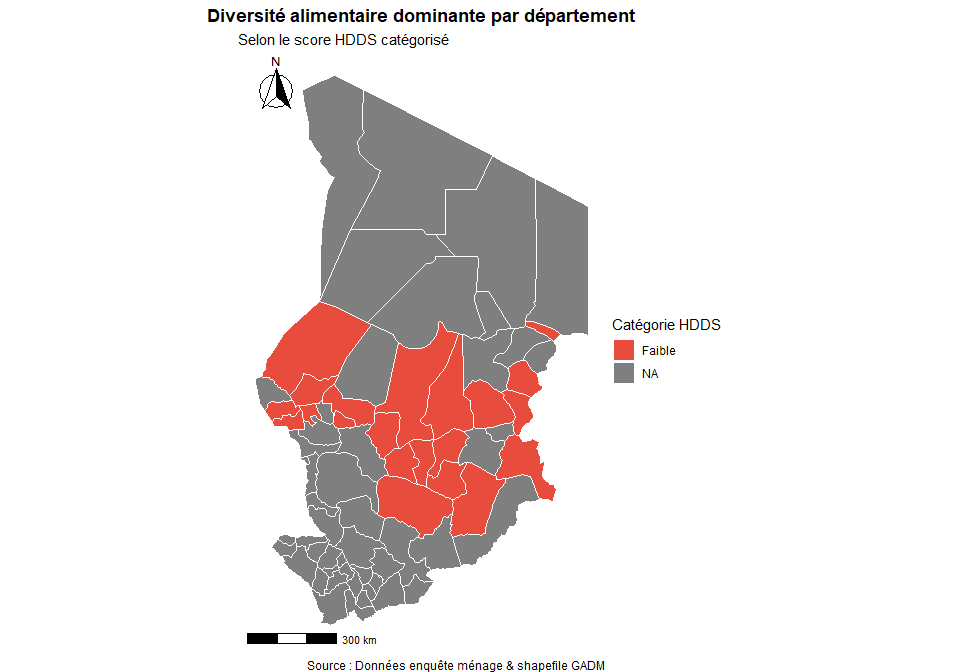 Diversité alimentaire dominante par département
Selon le score HDDS catégorisé
N
Catégorie HDDS
Faible
NA
300 km
Source : Données enquête ménage & shapefile GADM